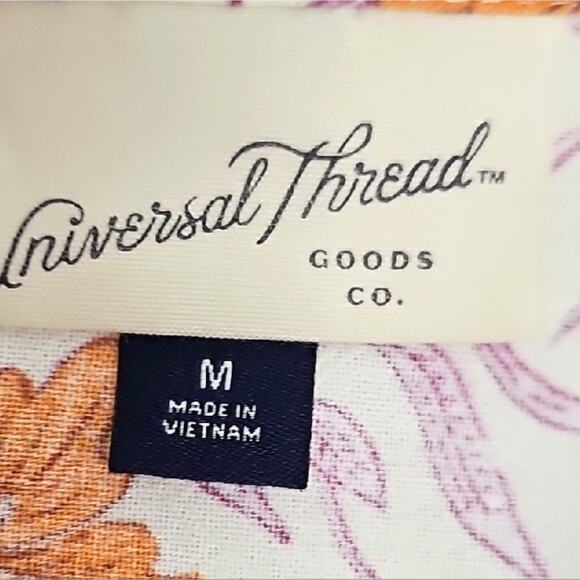 Universal Thread™
GOODS
CO.
M
MADE IN
VIETNAM